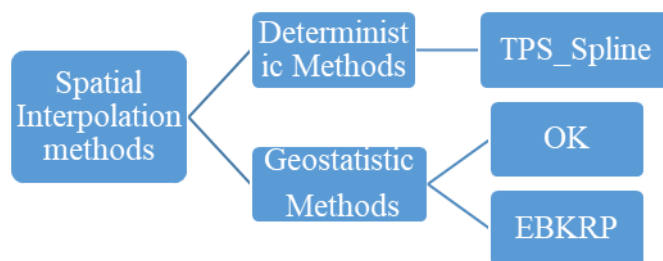 Spatial
Interpolation
methods
Determinist
ic Methods
TPS_Spline
Geostatistic
Methods
OK
EBKRP